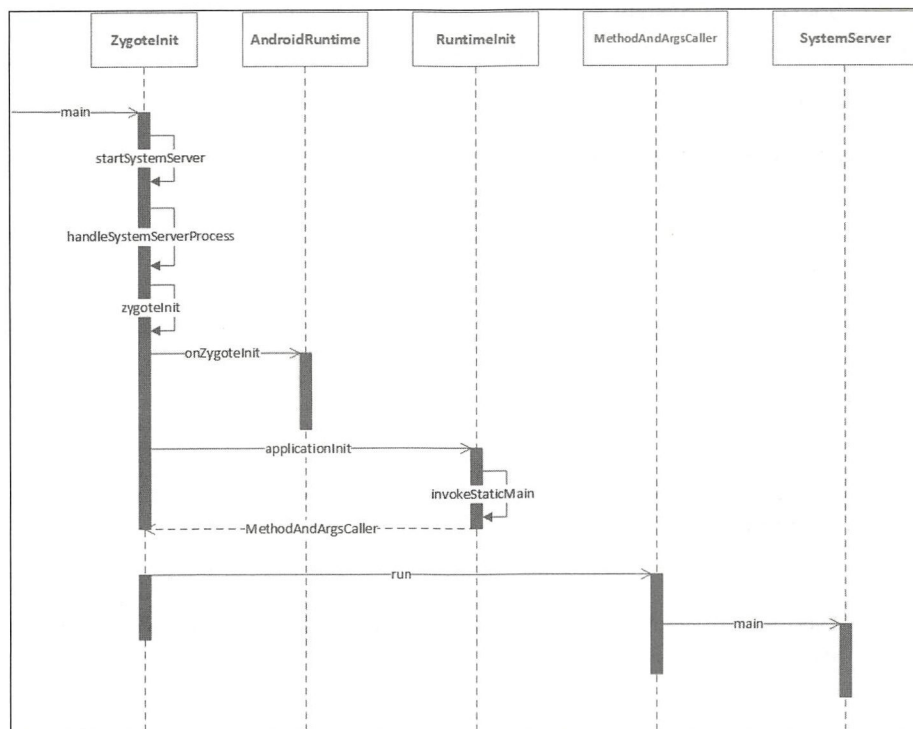 ZygoteInit
AndroidRuntime
RuntimeInit
MethodAndArgsCaller
SystemServer
main
startSystemServer
handleSystemServerProcess
zygoteInit
onZygoteInit
applicationInit
invokeStaticMain
MethodAndArgsCaller
run
main